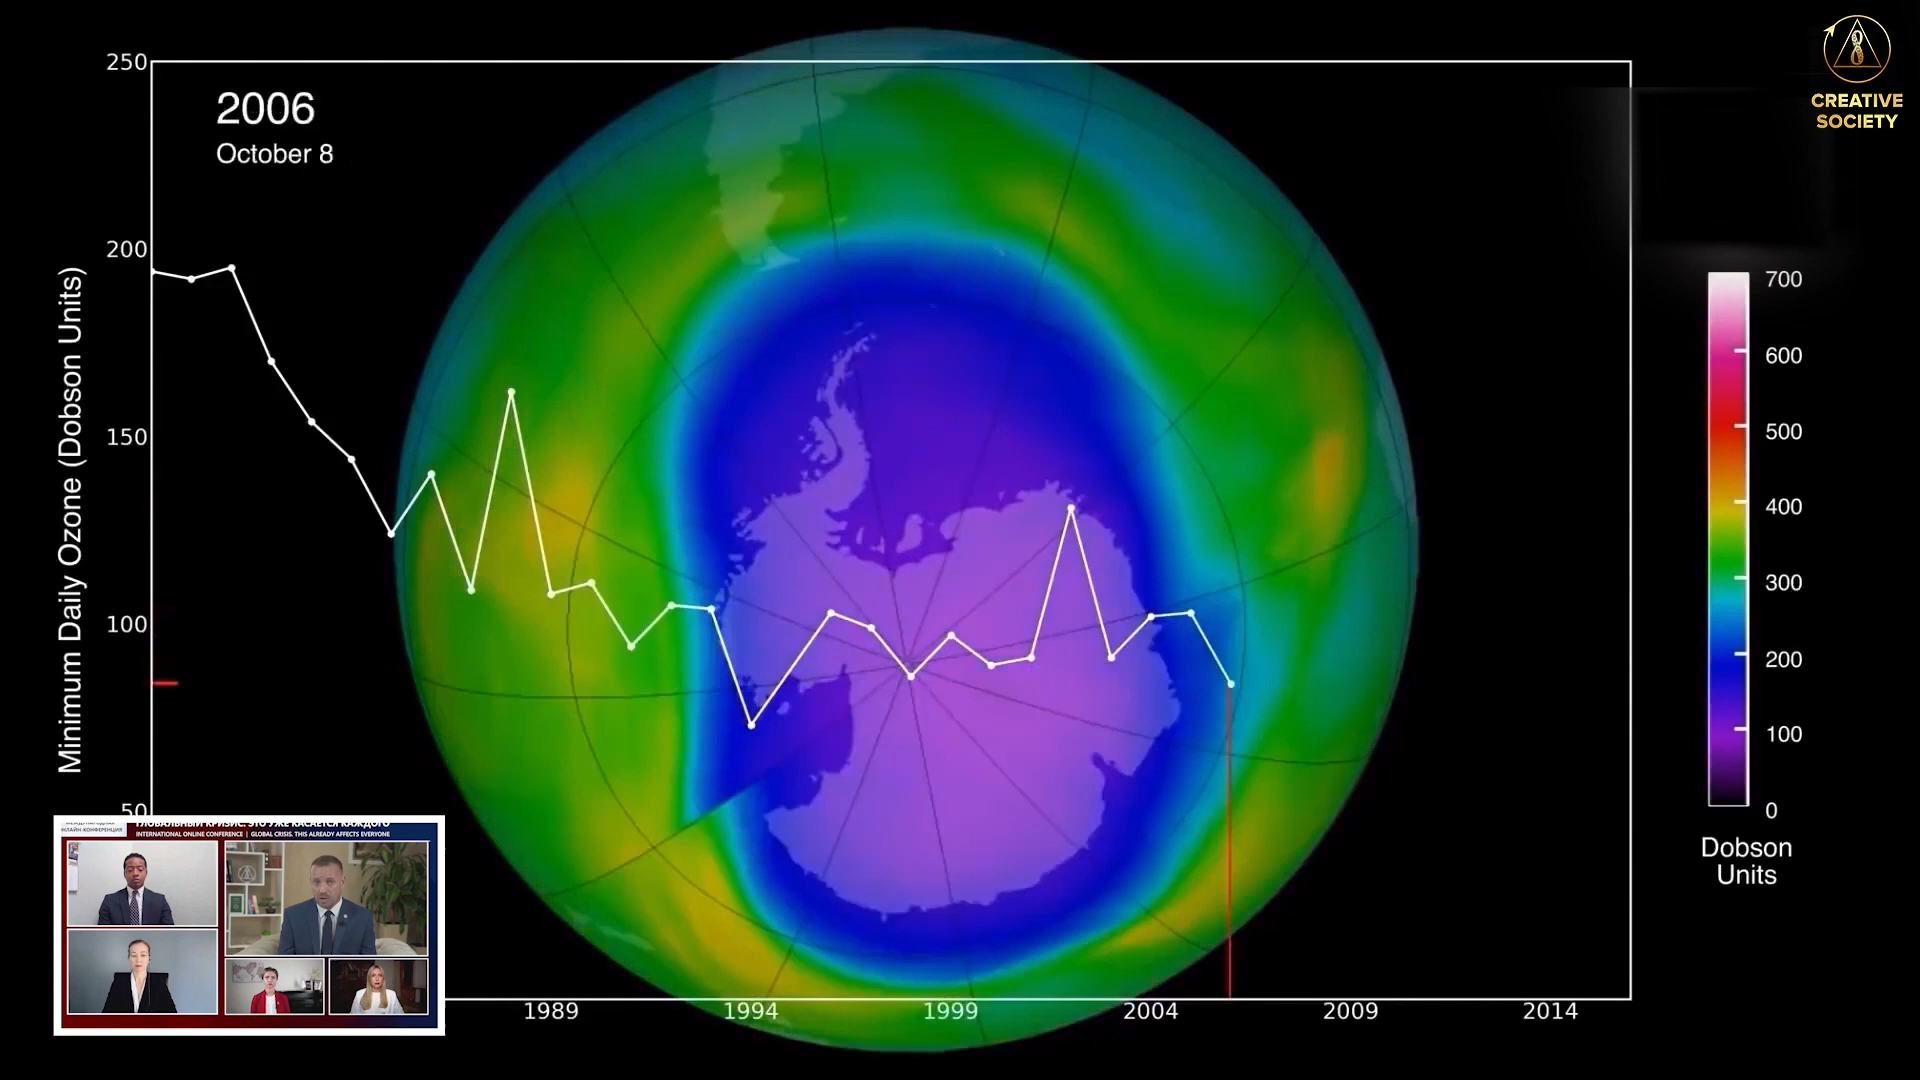 CREATIVE
SOCIETY
250
2006
October 8
200
150
100
50
Minimum Daily Ozone (Dobson Units)
700
600
500
400
300
200
100
0
Dobson
Units
1989
1994
1999
2004
2009
2014
ОНЛАЙН-КОНФЕРЕНЦИЯ
ГЛОБАЛЬНЫЙ КРИЗИС. ЭТО УЖЕ КАСАЕТСЯ КАЖДОГО
INTERNATIONAL ONLINE CONFERENCE | GLOBAL CRISIS. THIS ALREADY AFFECTS EVERYONE